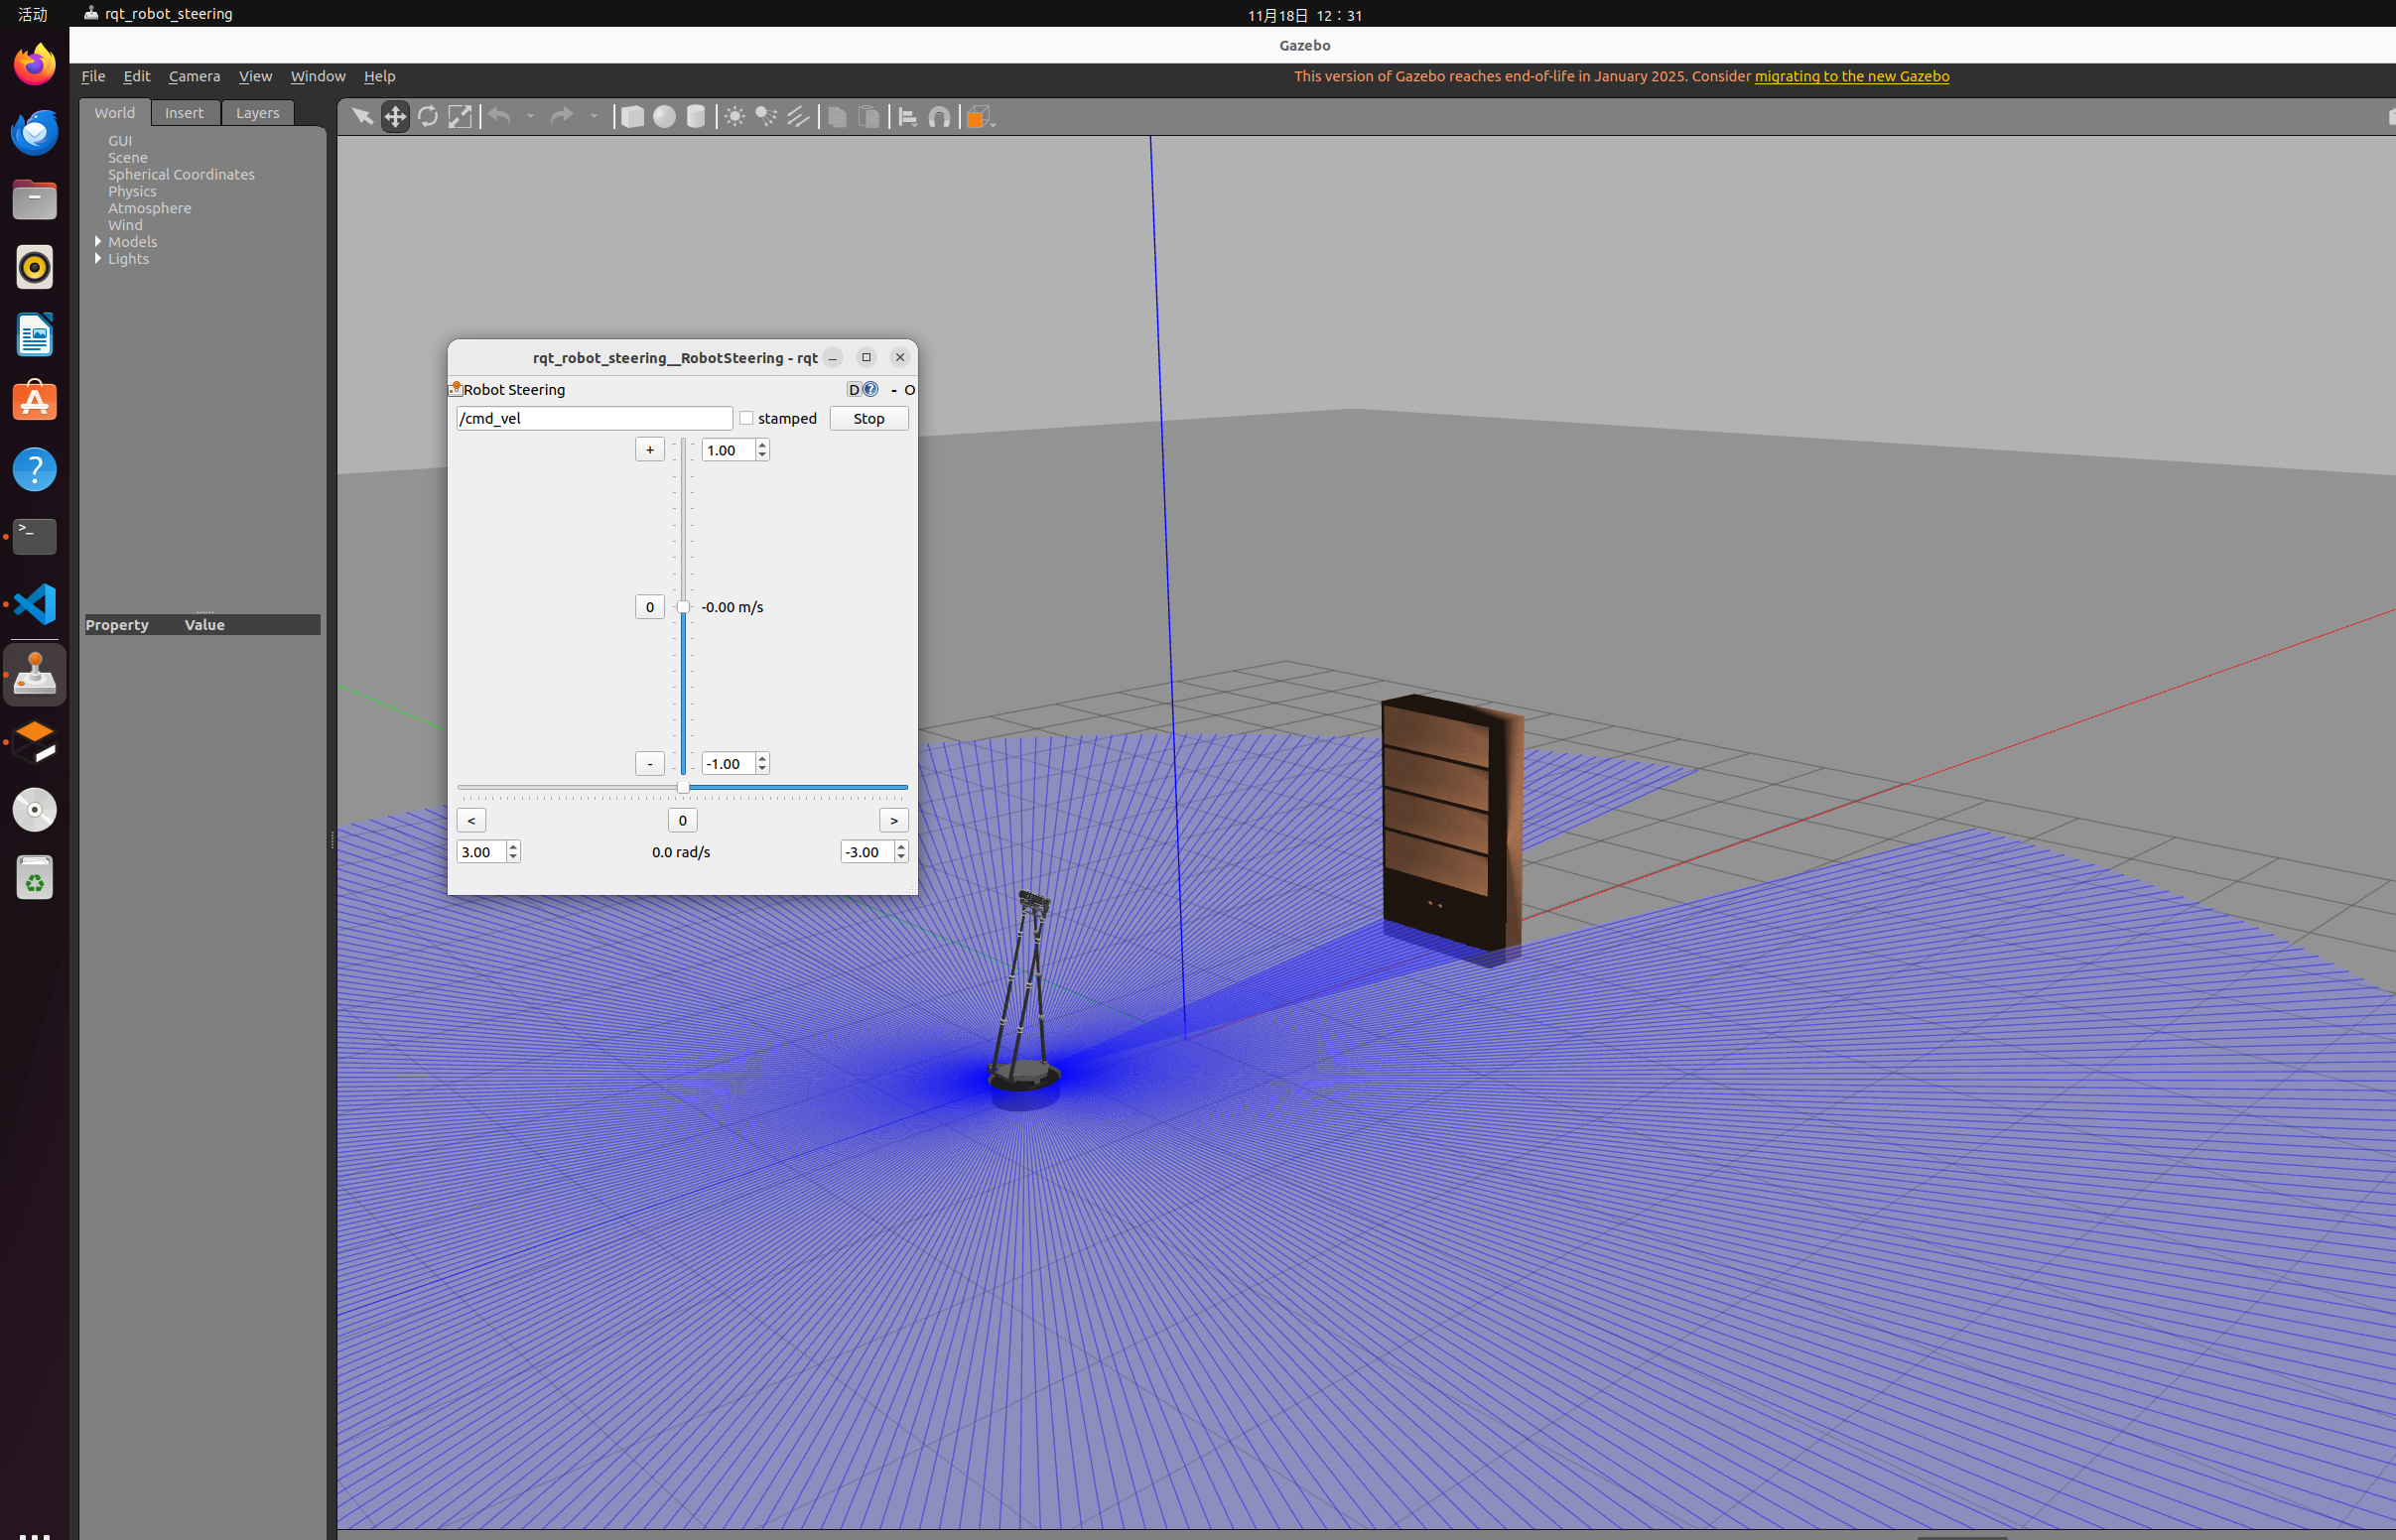 活动 rqt_robot_steering 11月18日 12：31
Gazebo
File Edit Camera View Window Help This version of Gazebo reaches end-of-life in January 2025. Consider migrating to the new Gazebo
World Insert Layers
GUI
Scene
Spherical Coordinates
Physics
Atmosphere
Wind
Models
Lights
Property Value
rqt_robot_steering__RobotSteering - rqt
Robot Steering D ? - O
/cmd_vel stamped Stop
+ 1.00
0 -0.00 m/s
- -1.00
< 0 >
3.00 0.0 rad/s -3.00